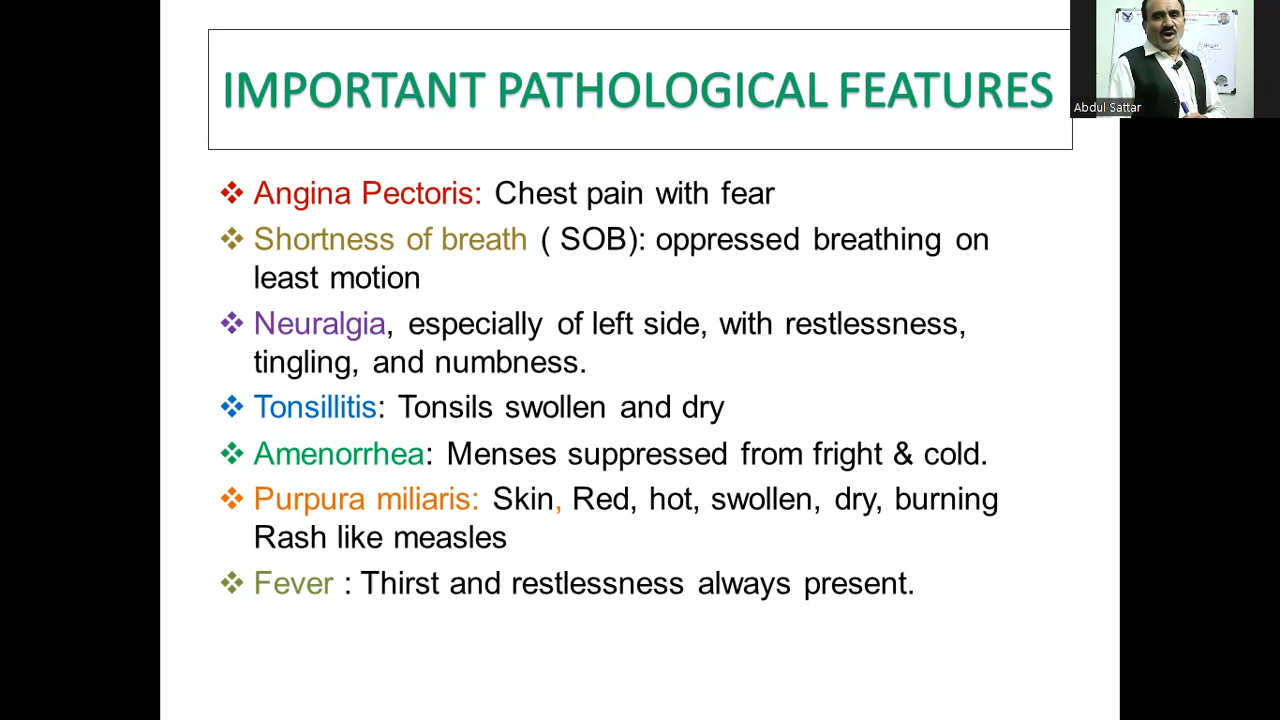 IMPORTANT PATHOLOGICAL FEATURES
Abdul Sattar
❖ Angina Pectoris: Chest pain with fear
❖ Shortness of breath ( SOB): oppressed breathing on
least motion
❖ Neuralgia, especially of left side, with restlessness,
tingling, and numbness.
❖ Tonsillitis: Tonsils swollen and dry
❖ Amenorrhea: Menses suppressed from fright & cold.
❖ Purpura miliaris: Skin, Red, hot, swollen, dry, burning
Rash like measles
❖ Fever : Thirst and restlessness always present.